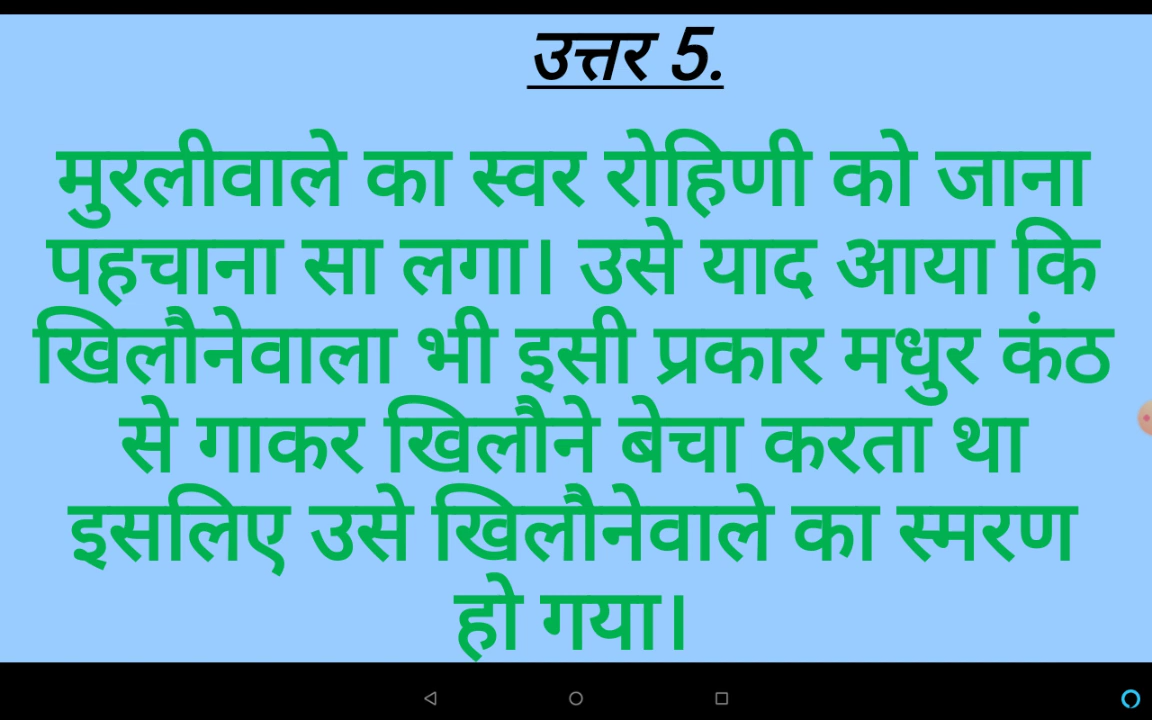 उत्तर 5.
मुरलीवाले का स्वर रोहिणी को जाना
पहचाना सा लगा। उसे याद आया कि
खिलौनेवाला भी इसी प्रकार मधुर कंठ
से गाकर खिलौने बेचा करता था
इसलिए उसे खिलौनेवाले का स्मरण
हो गया।